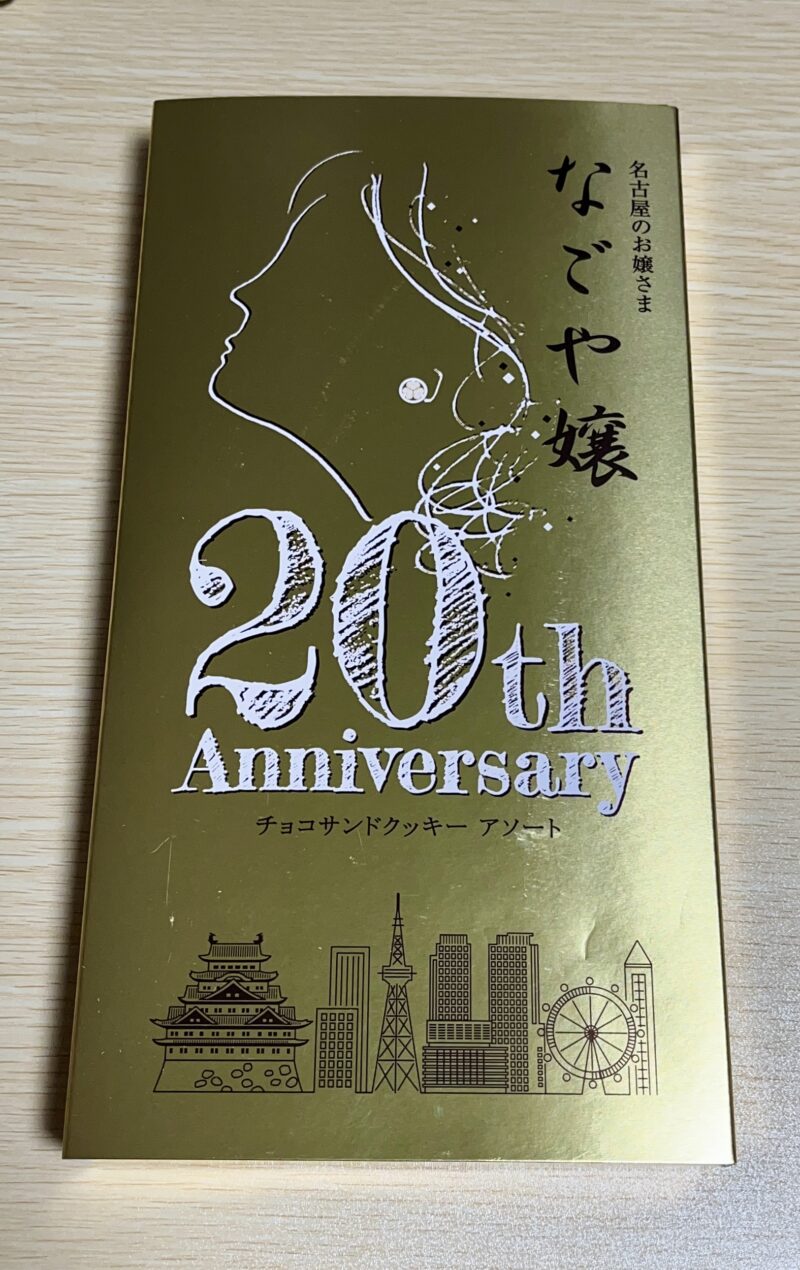 名古屋のお嬢さま
なごや嬢
20th
Anniversary
チョコサンドクッキー アソート